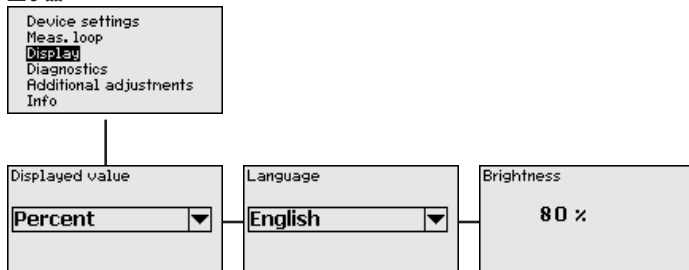 Device settings
Meas. loop
Display
Diagnostics
Additional adjustments
Info
Displayed value
Percent
Language
English
Brightness
80 %